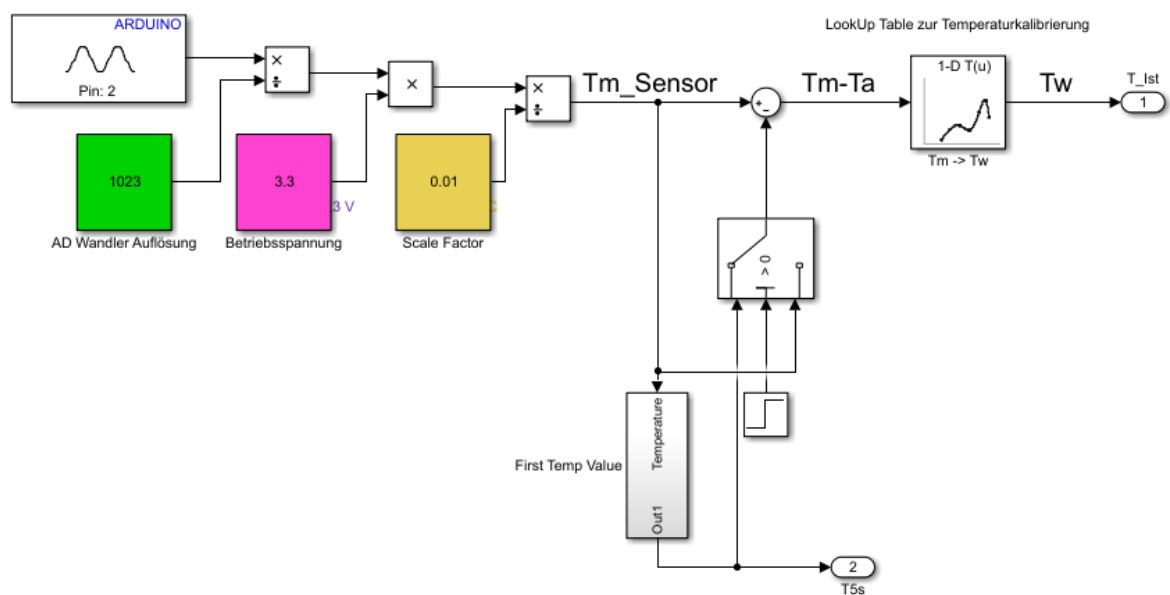 LookUp Table zur Temperaturkalibrierung
ARDUINO
Pin: 2
×
÷
×
×
÷
Tm_Sensor
+
-
Tm-Ta
1-D T(u)
Tm -> Tw
Tw
T_Ist
1
1023
AD Wandler Auflösung
3.3
3 V
Betriebsspannung
0.01
C
Scale Factor
> 0
First Temp Value
Temperature
Out1
2
T5s